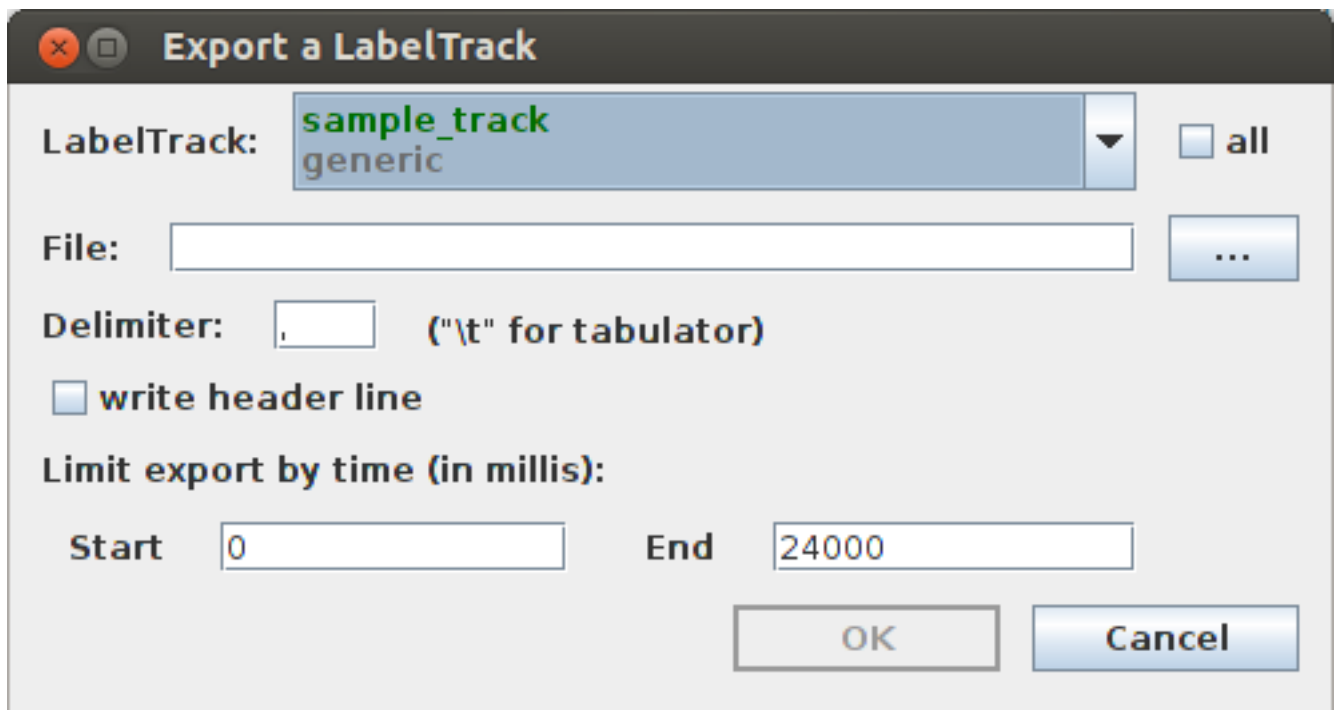 Export a LabelTrack
LabelTrack: sample_track
generic
all
File: ...
Delimiter: , ("\t" for tabulator)
write header line
Limit export by time (in millis):
Start 0 End 24000
OK Cancel